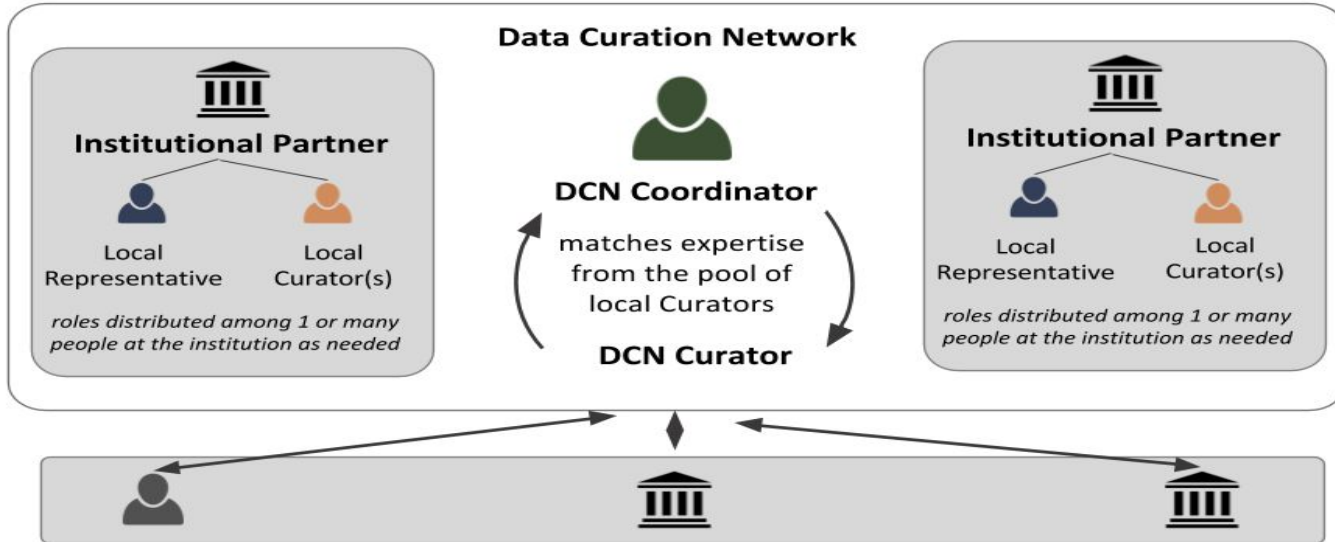 Data Curation Network
Institutional Partner
Local
Representative
Local
Curator(s)
roles distributed among 1 or many
people at the institution as needed
DCN Coordinator
matches expertise
from the pool of
local Curators
DCN Curator
Institutional Partner
Local
Representative
Local
Curator(s)
roles distributed among 1 or many
people at the institution as needed